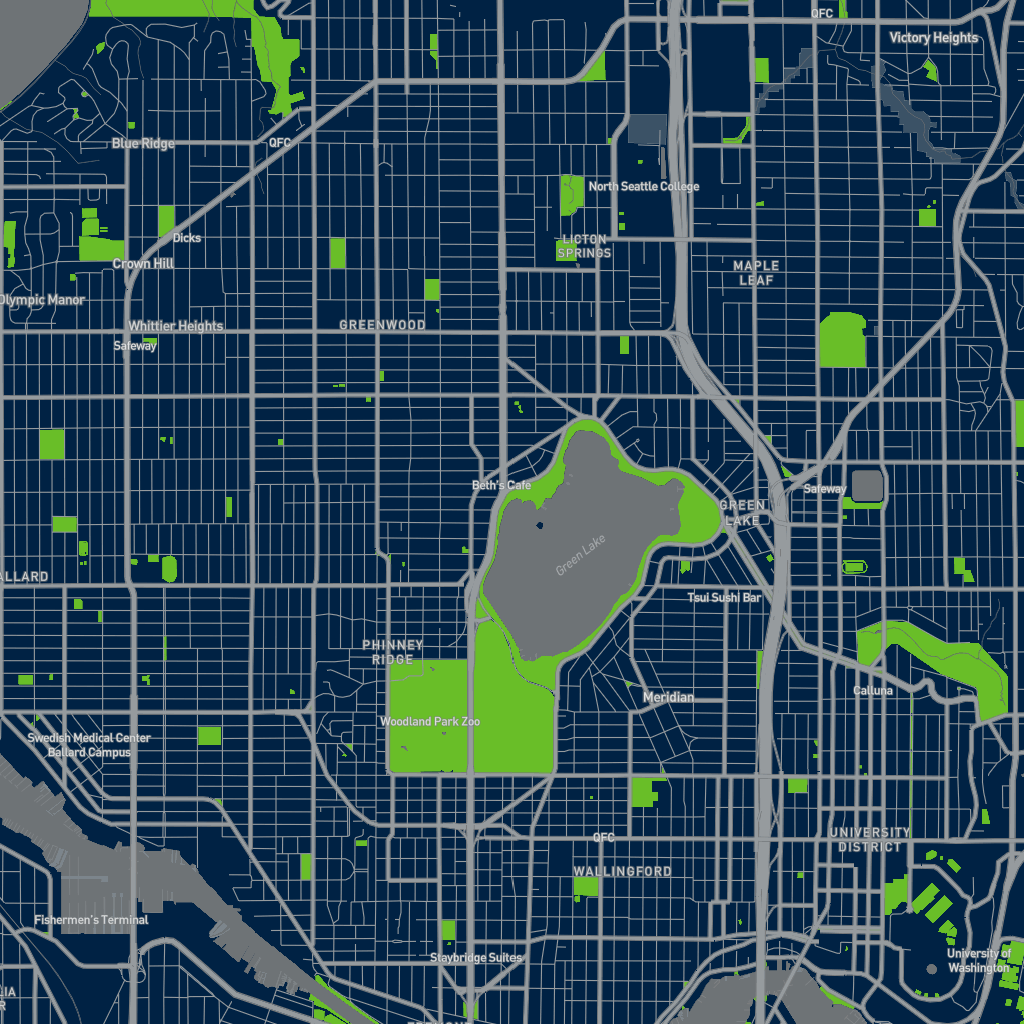 QFC
Victory Heights
Blue Ridge
QFC
North Seattle College
Dicks
LICTON
SPRINGS
Crown Hill
MAPLE
LEAF
Olympic Manor
Whittier Heights
GREENWOOD
Safeway
Beth's Cafe
Safeway
GREEN
LAKE
Green Lake
ALLARD
Tsui Sushi Bar
PHINNEY
RIDGE
Calluna
Meridian
Woodland Park Zoo
Swedish Medical Center
Ballard Campus
QFC
UNIVERSITY
DISTRICT
WALLINGFORD
Fishermen's Terminal
University of
Washington
Staybridge Suites
LIA
R